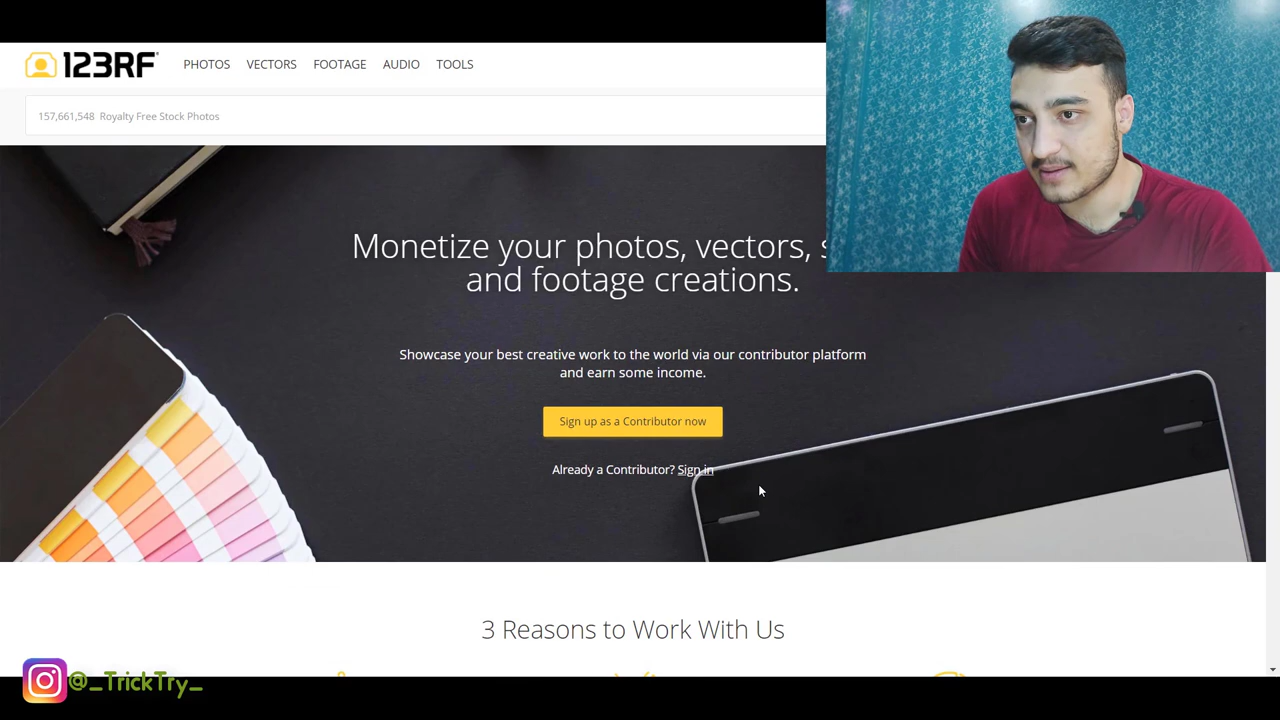 123RF
PHOTOS VECTORS FOOTAGE AUDIO TOOLS
157,661,548 Royalty Free Stock Photos
Monetize your photos, vectors,
and footage creations.
Showcase your best creative work to the world via our contributor platform
and earn some income.
Sign up as a Contributor now
Already a Contributor? Sign in
3 Reasons to Work With Us
@_TrickTry_